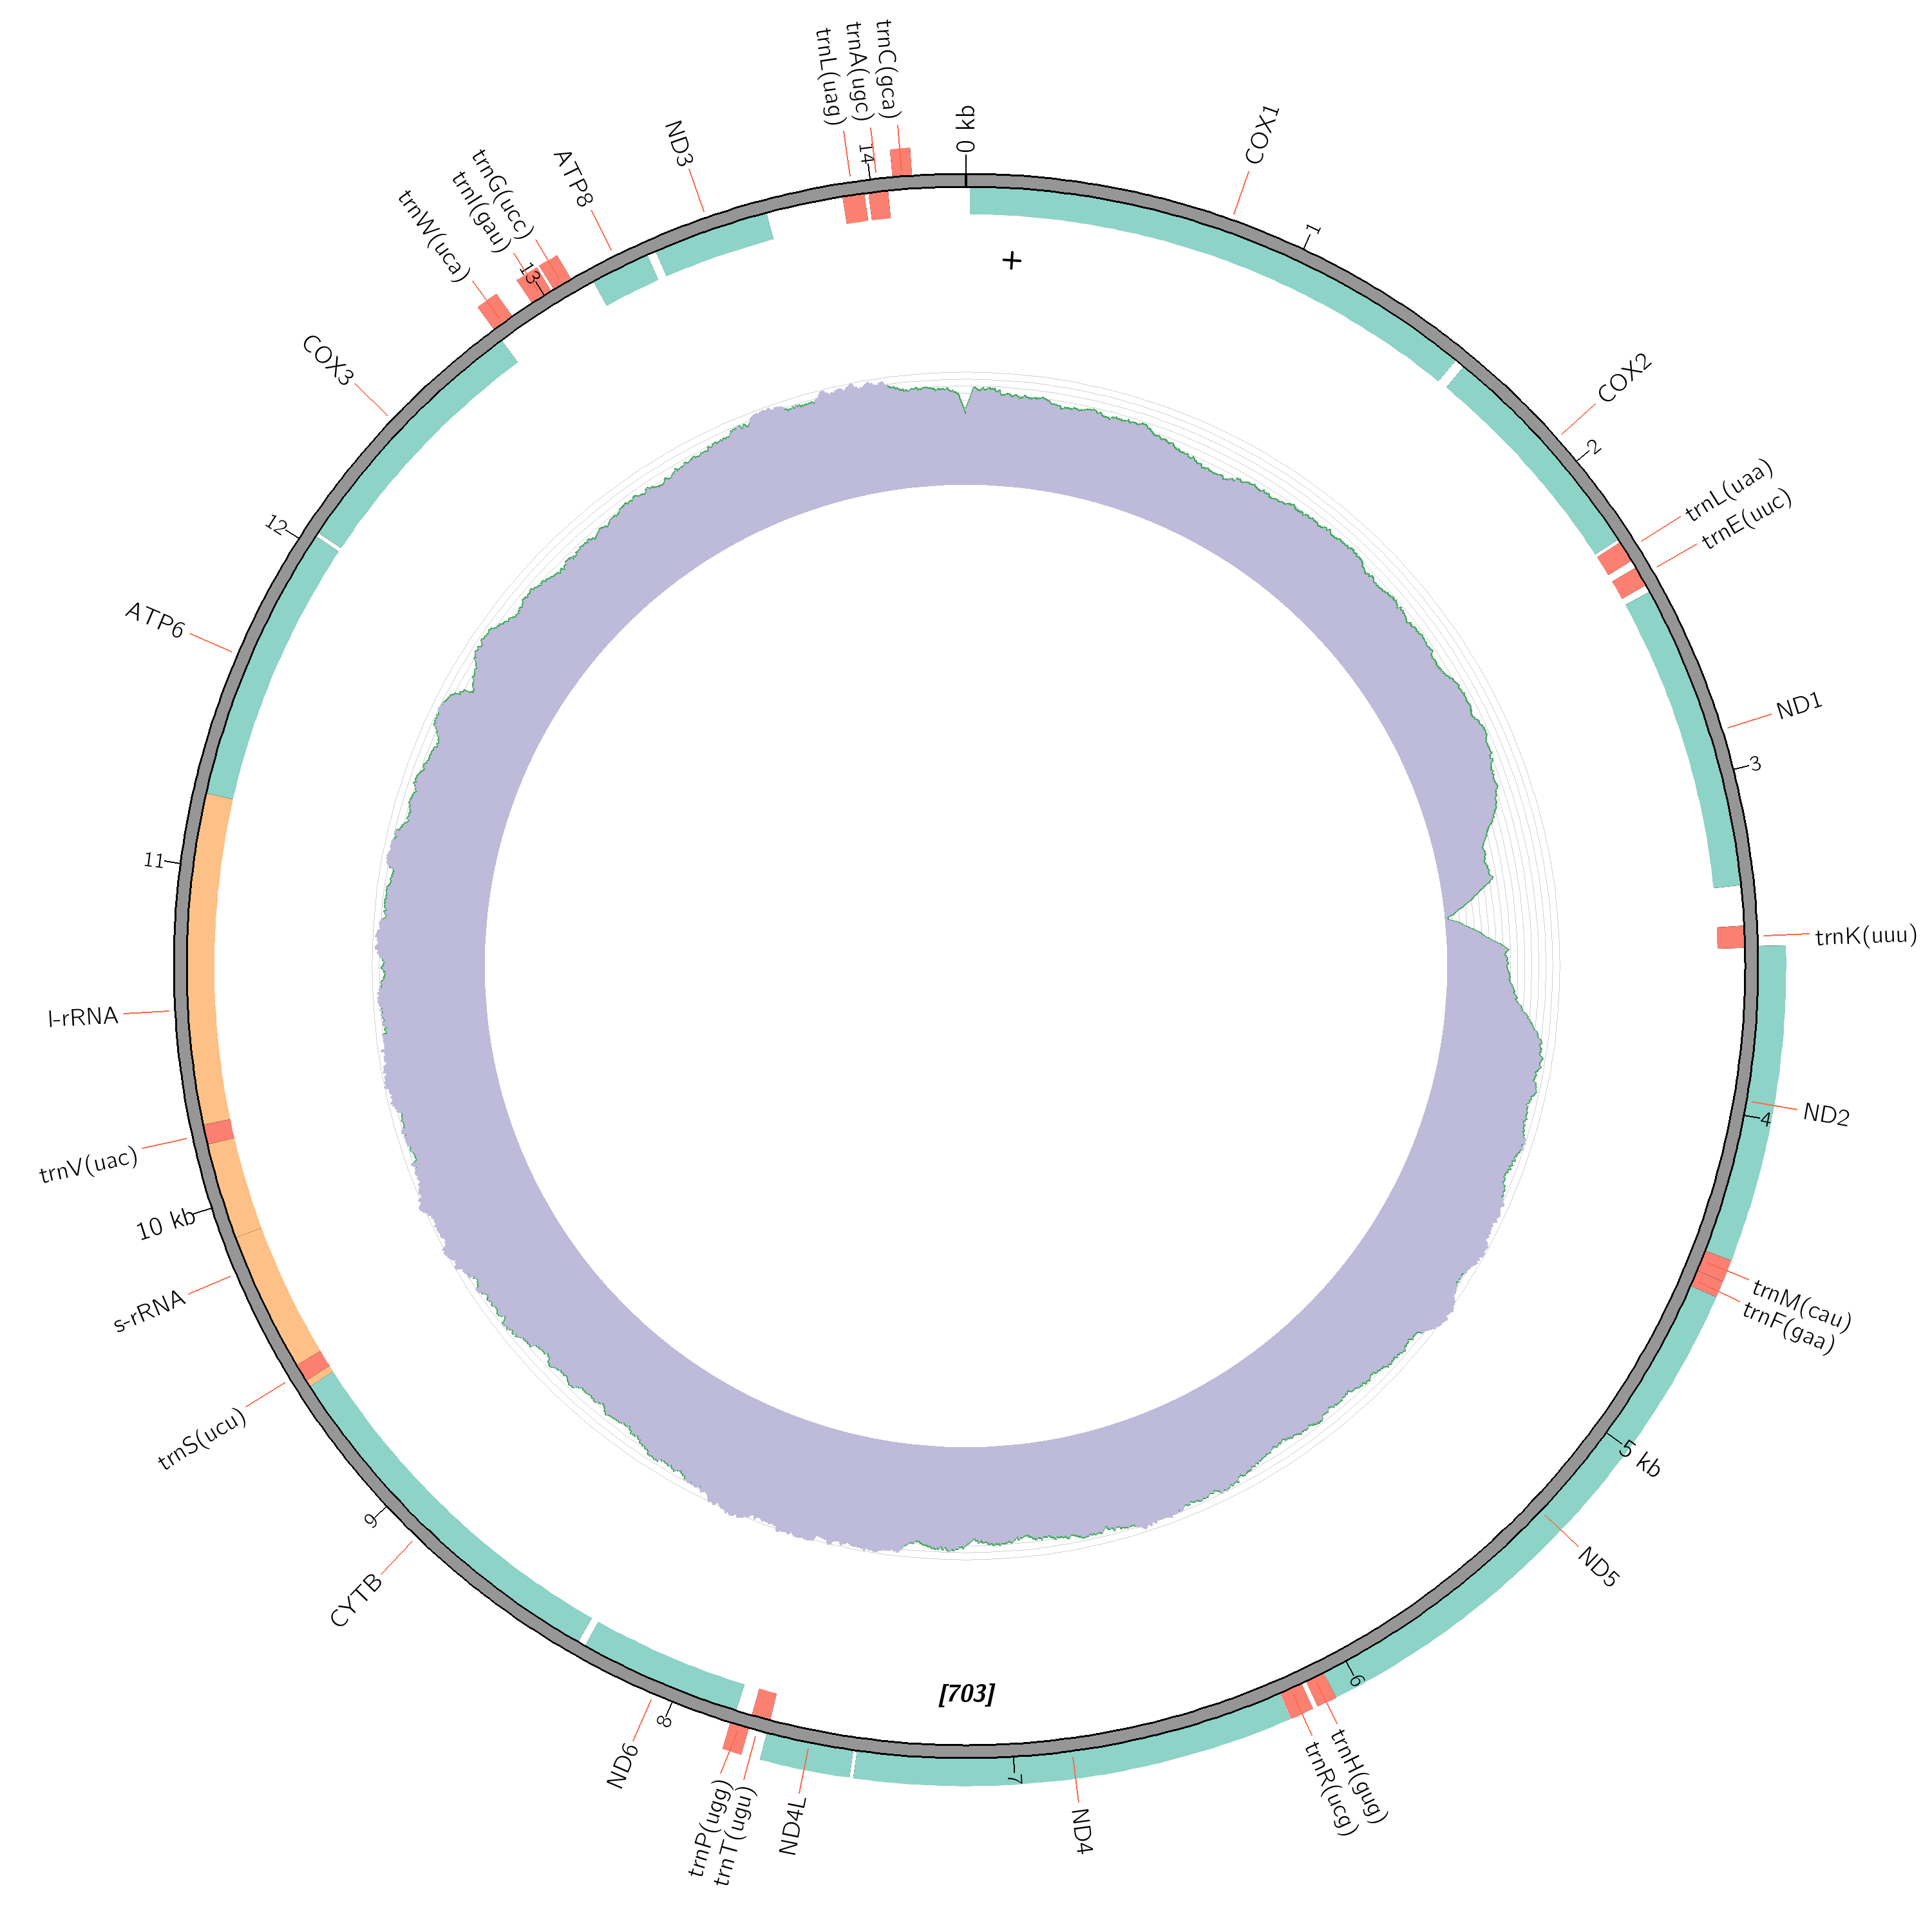 0 kb
COX1
1
COX2
2
trnL(uaa)
trnE(uuc)
ND1
3
trnK(uuu)
ND2
4
trnM(cau)
trnF(gaa)
5 kb
ND5
6
trnH(gug)
trnR(ucg)
ND4
7
ND4L
trnT(ugu)
trnP(ugg)
8
ND6
CYTB
9
trnS(ucu)
s-rRNA
10 kb
trnV(uac)
l-rRNA
11
ATP6
12
COX3
trnW(uca)
13
trnI(gau)
trnG(ucc)
ATP8
ND3
trnL(uag)
14
trnA(ugc)
trnC(gca)
+
[703]